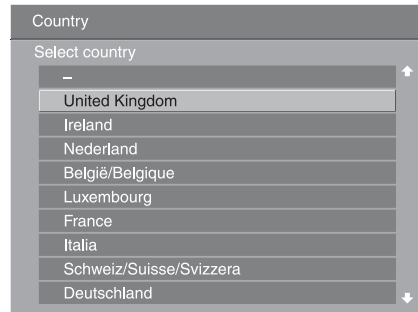 Country
Select country
–
United Kingdom
Ireland
Nederland
België/Belgique
Luxembourg
France
Italia
Schweiz/Suisse/Svizzera
Deutschland